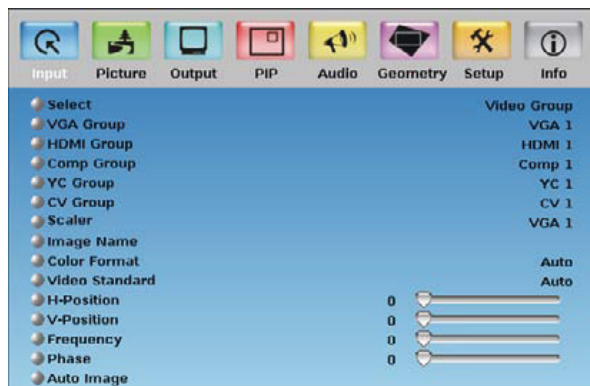 Input Picture Output PIP Audio Geometry Setup Info
Select Video Group
VGA Group VGA 1
HDMI Group HDMI 1
Comp Group Comp 1
YC Group YC 1
CV Group CV 1
Scaler VGA 1
Image Name
Color Format Auto
Video Standard Auto
H-Position 0
V-Position 0
Frequency 0
Phase 0
Auto Image